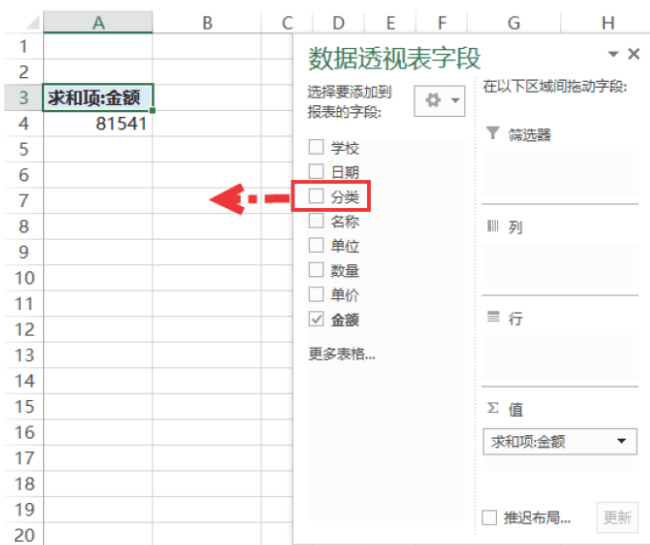 A B C D E F G H
1
2
3 求和项:金额
4 81541
5
6
7
8
9
10
11
12
13
14
15
16
17
18
19
20
数据透视表字段
选择要添加到
报表的字段:
学校
日期
分类
名称
单位
数量
单价
金额
更多表格...
在以下区域间拖动字段:
筛选器
列
行
Σ 值
求和项:金额
推迟布局...
更新